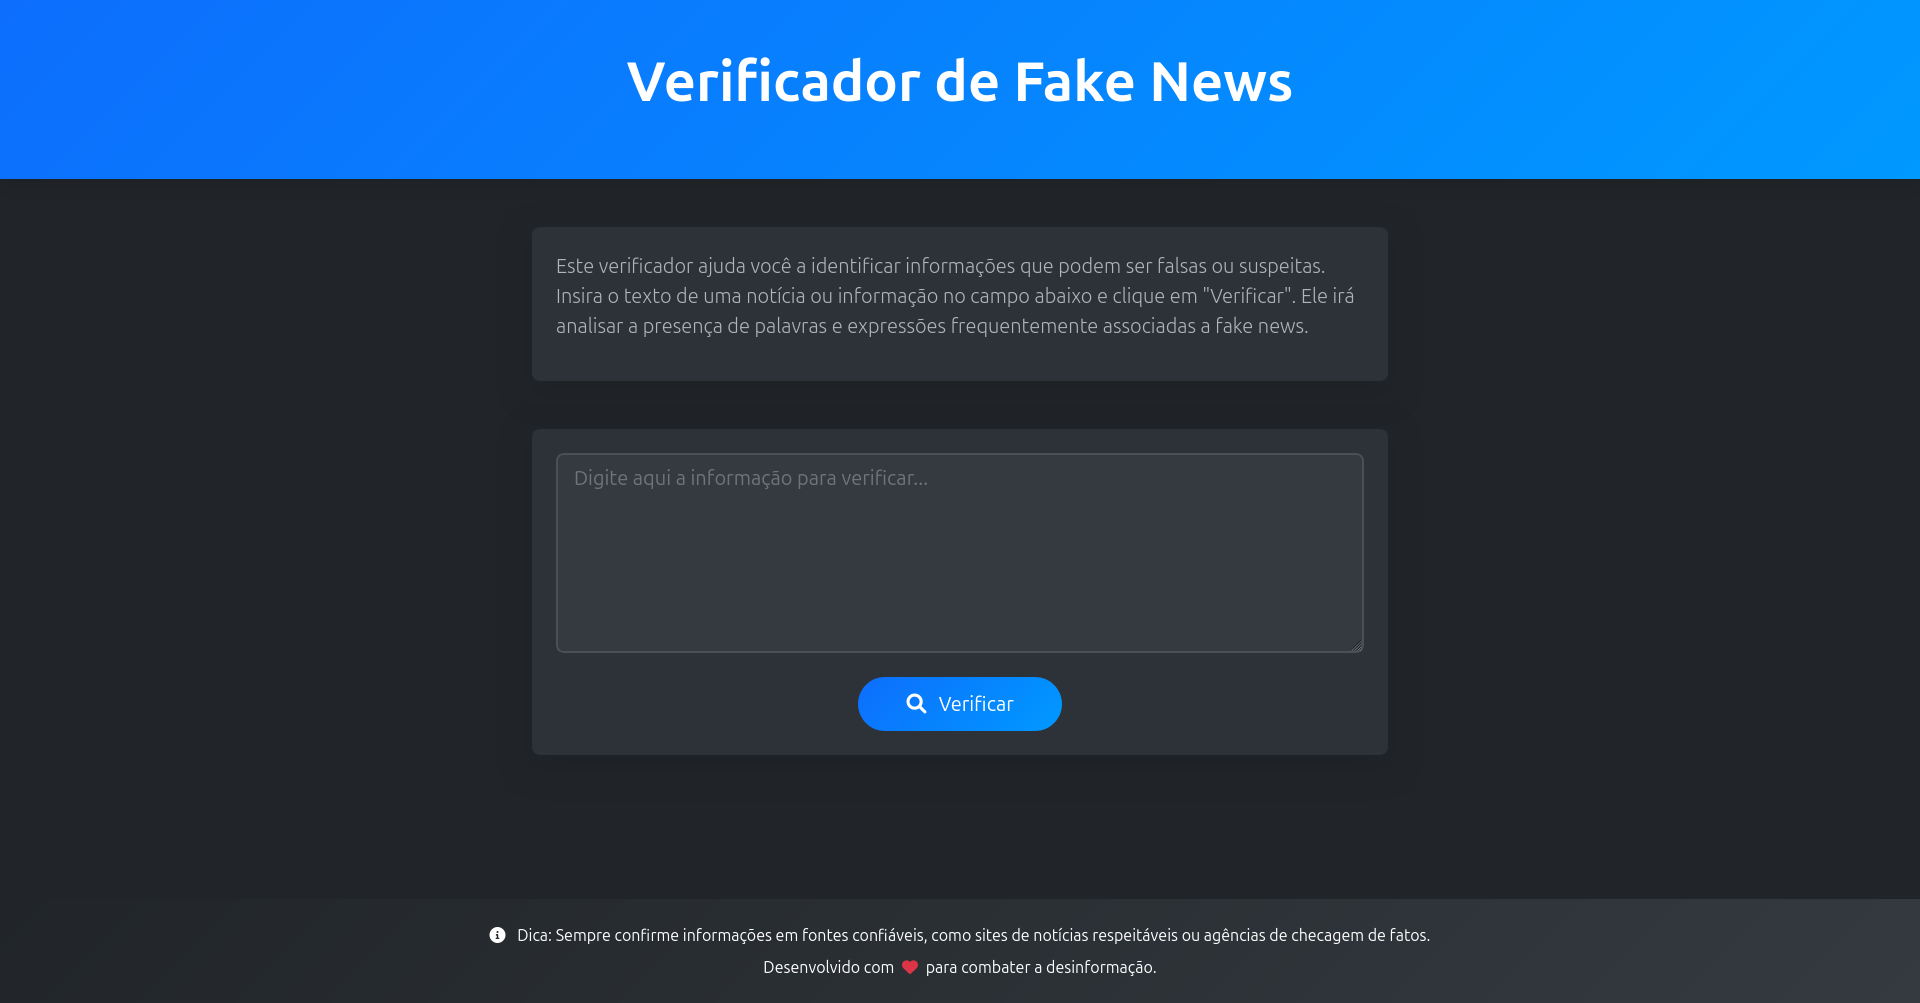 Verificador de Fake News
Este verificador ajuda você a identificar informações que podem ser falsas ou suspeitas.
Insira o texto de uma notícia ou informação no campo abaixo e clique em "Verificar". Ele irá
analisar a presença de palavras e expressões frequentemente associadas a fake news.
Digite aqui a informação para verificar...
Verificar
Dica: Sempre confirme informações em fontes confiáveis, como sites de notícias respeitáveis ou agências de checagem de fatos.
Desenvolvido com para combater a desinformação.